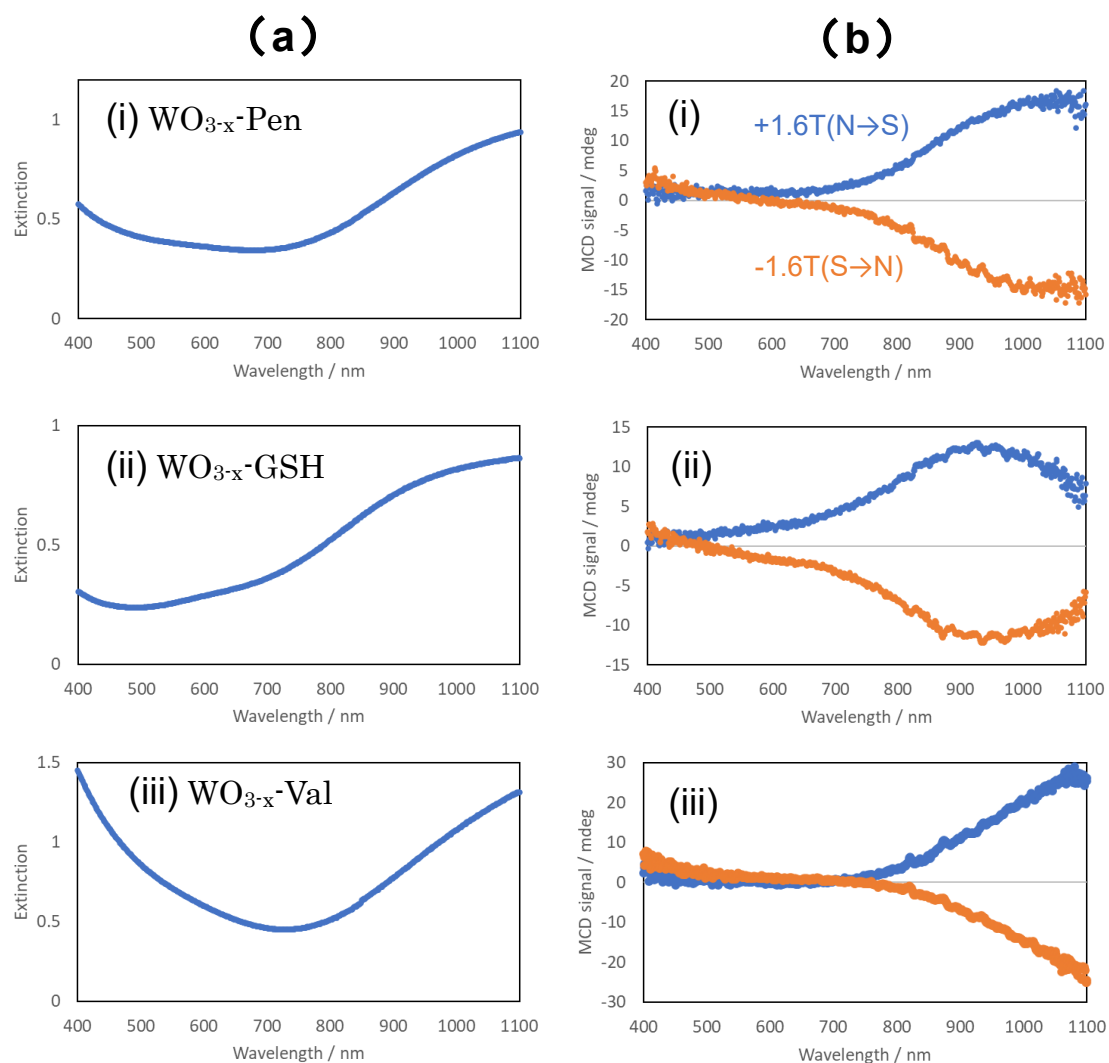 (a)
(b)
(i) WO3-x-Pen
Extinction
1
0.5
0
400 500 600 700 800 900 1000 1100
Wavelength / nm
(i)
+1.6T(N→S)
-1.6T(S→N)
MCD signal / mdeg
20
15
10
5
0
-5
-10
-15
-20
400 500 600 700 800 900 1000 1100
Wavelength / nm
(ii) WO3-x-GSH
Extinction
1
0.5
0
400 500 600 700 800 900 1000 1100
Wavelength / nm
(ii)
MCD signal / mdeg
15
10
5
0
-5
-10
-15
400 500 600 700 800 900 1000 1100
Wavelength / nm
(iii) WO3-x-Val
Extinction
1.5
1
0.5
0
400 500 600 700 800 900 1000 1100
Wavelength / nm
(iii)
MCD signal / mdeg
30
20
10
0
-10
-20
-30
400 500 600 700 800 900 1000 1100
Wavelength / nm